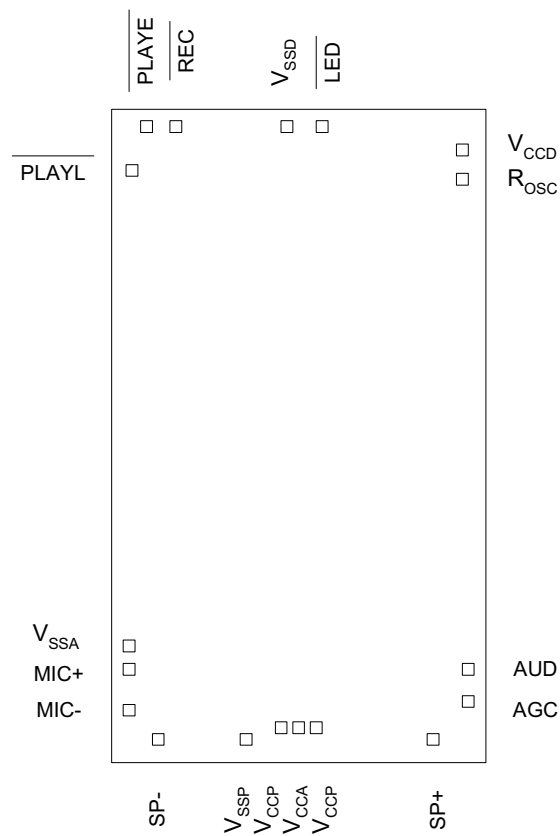 PLAYE
REC
VSSD
LED
VCCD
PLAYL
ROSC
VSSA
MIC+
AUD
MIC-
AGC
SP-
VSSP
VCCP
VCCA
VCCP
SP+